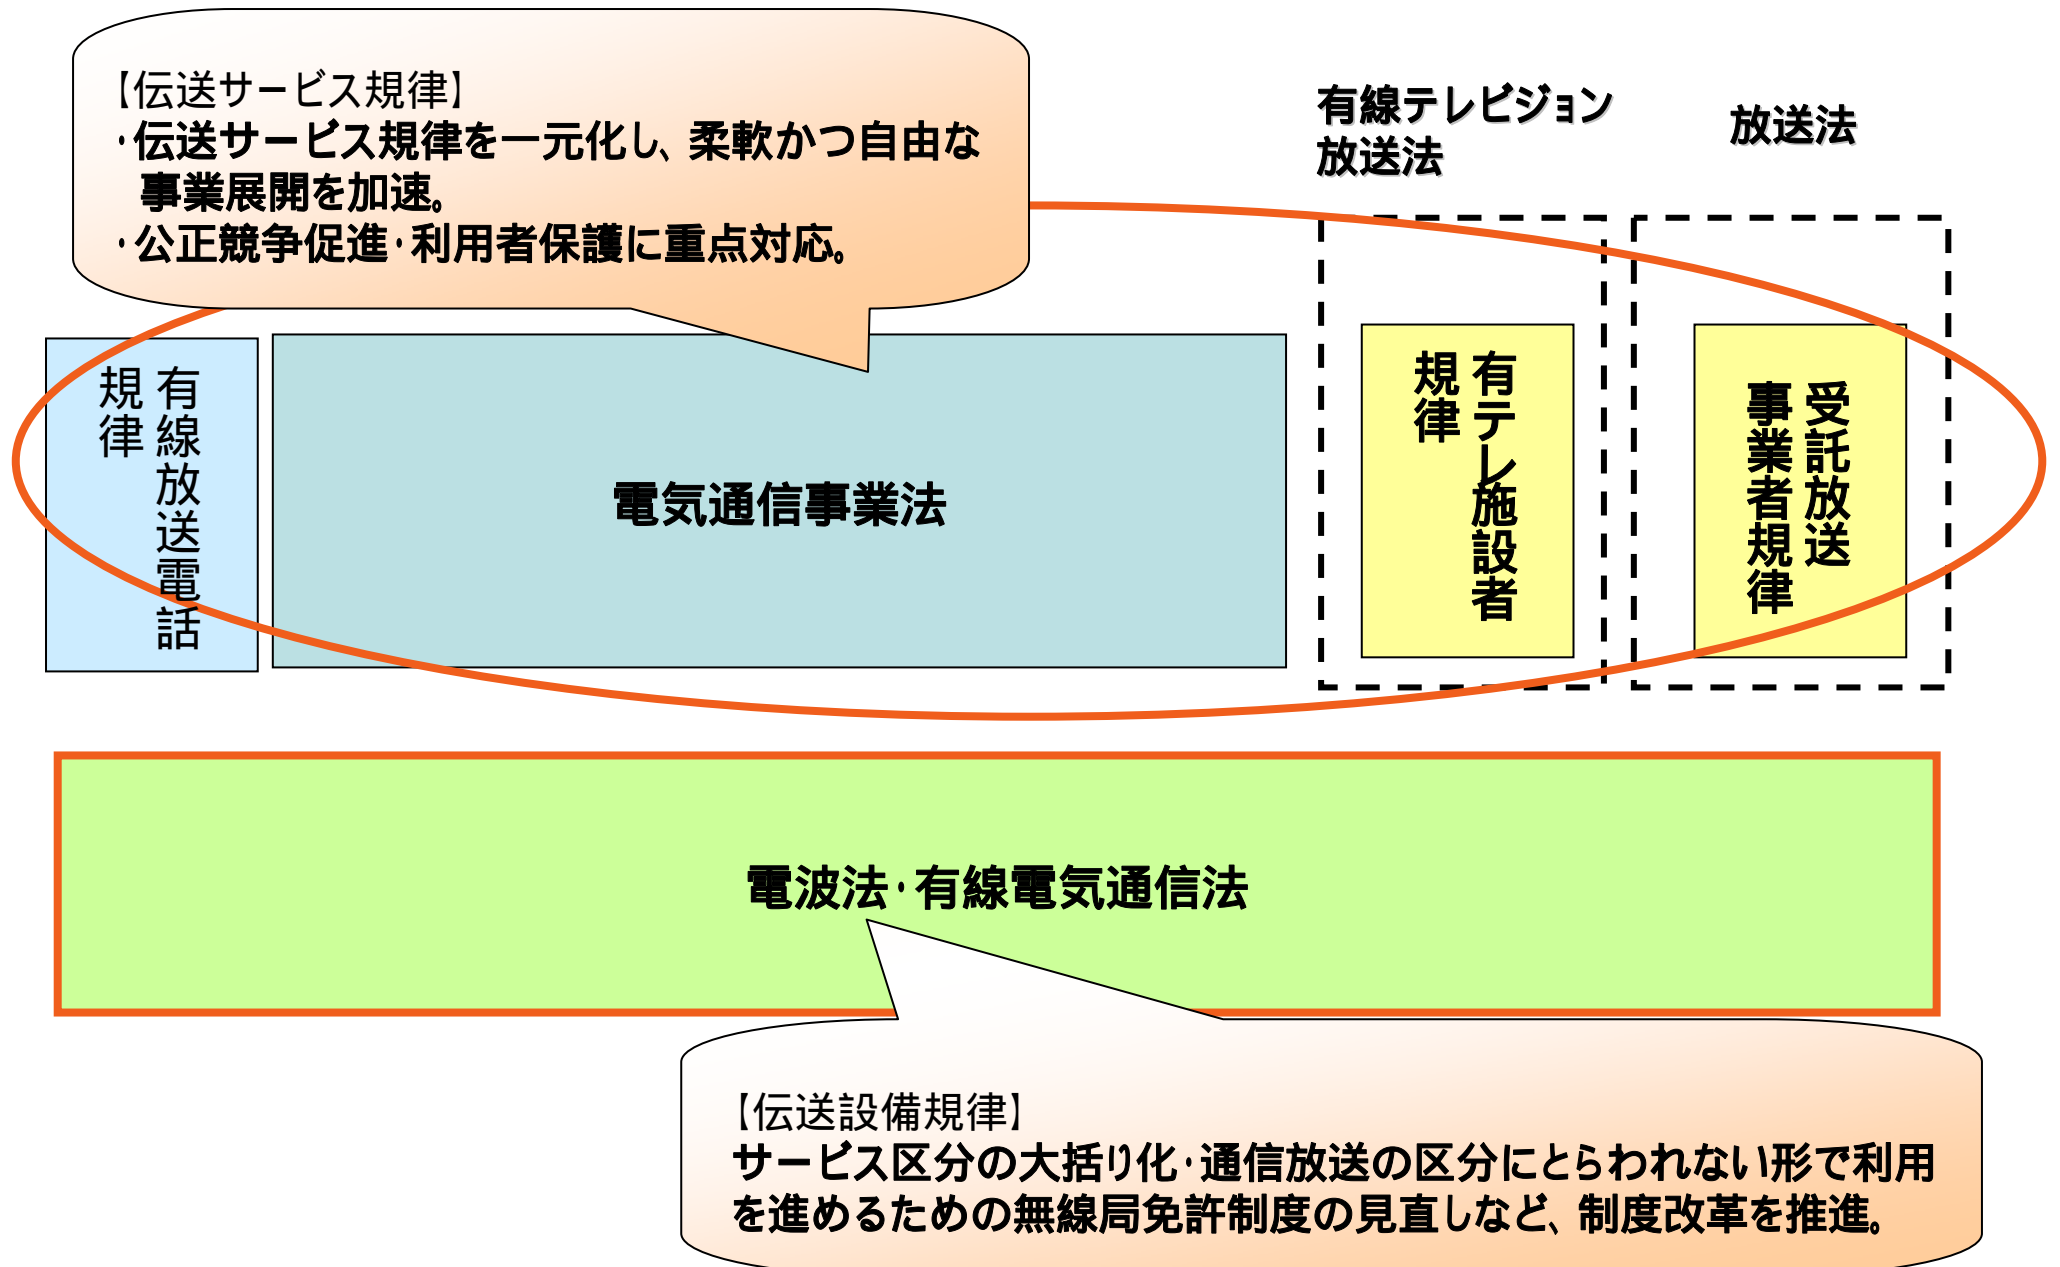 【伝送サービス規律】
・伝送サービス規律を一元化し、柔軟かつ自由な
事業展開を加速。
・公正競争促進・利用者保護に重点対応。
有線テレビジョン
放送法
放送法
有線放送電話
規律
電気通信事業法
有テレ施設者
規律
受託放送
事業者規律
電波法・有線電気通信法
【伝送設備規律】
サービス区分の大括り化・通信放送の区分にとらわれない形で利用
を進めるための無線局免許制度の見直しなど、制度改革を推進。